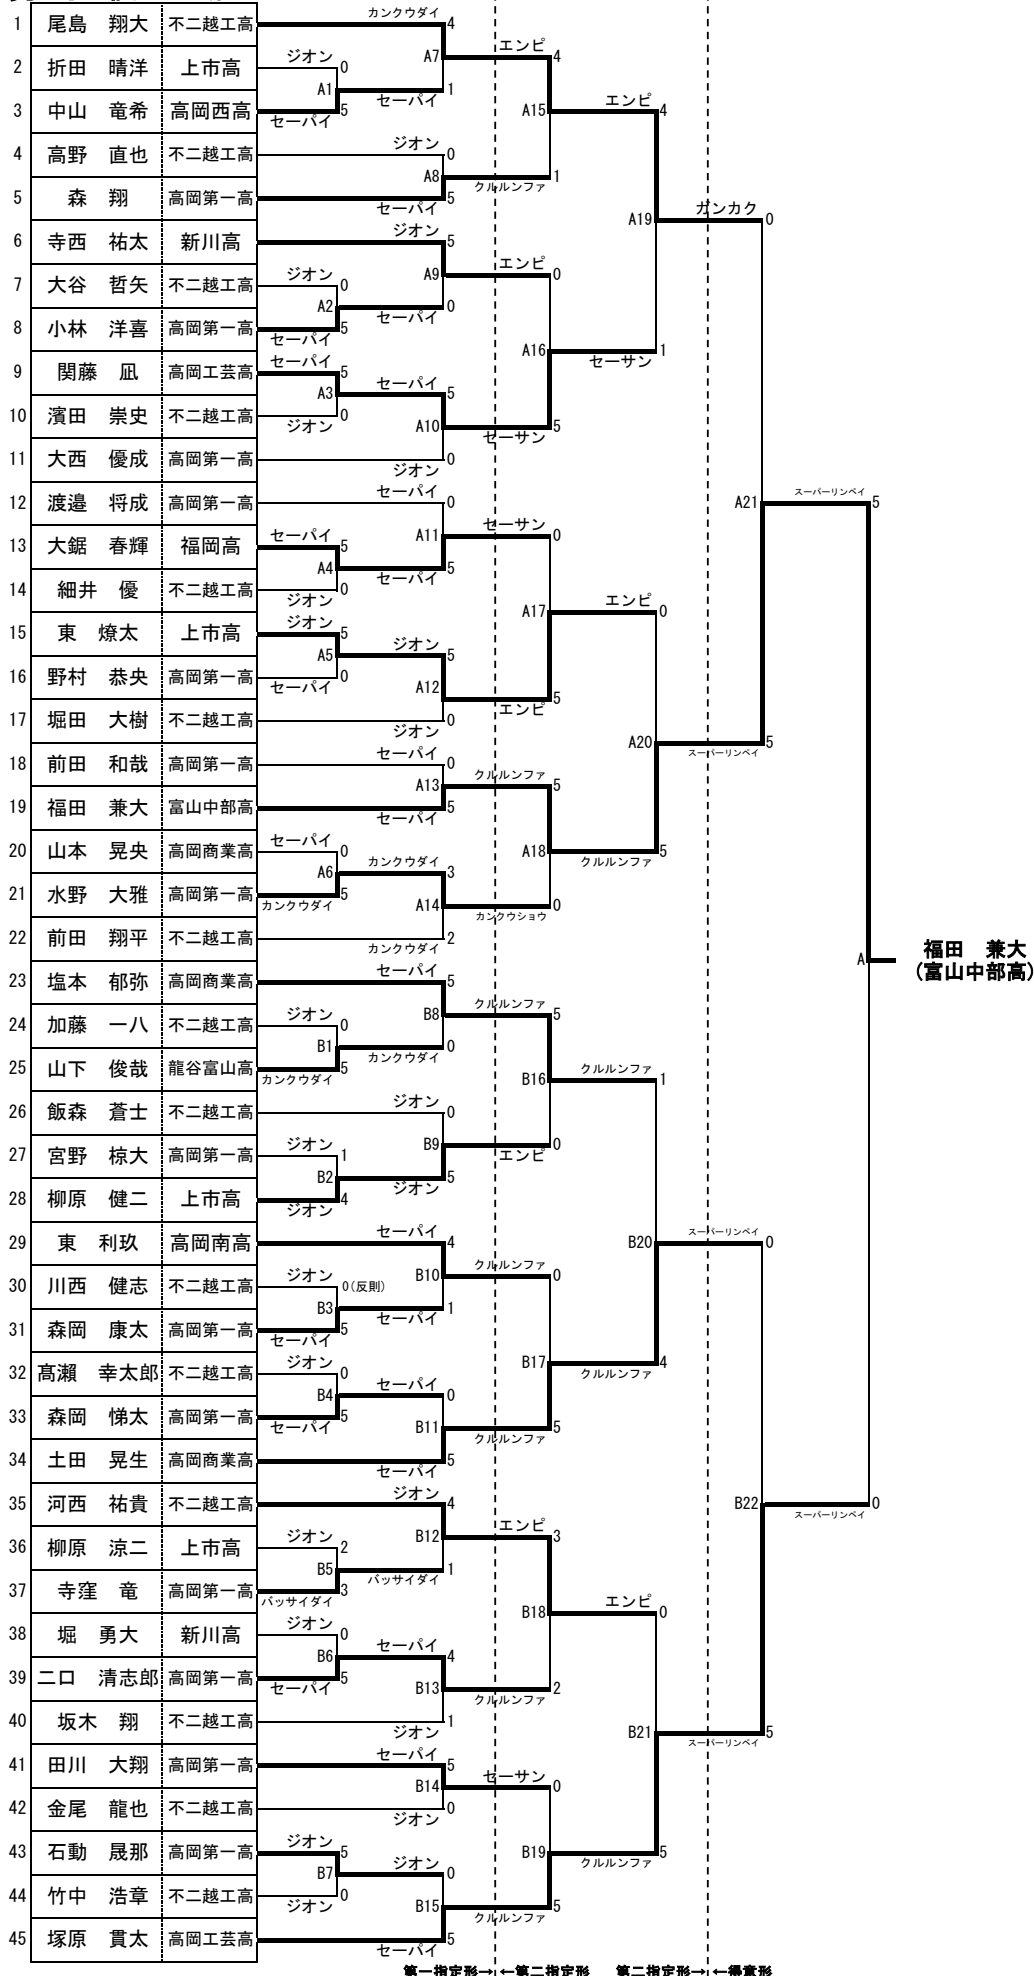 1 尾島　翔大 不二越工高
2 折田　晴洋 上市高
3 中山　竜希 高岡西高
4 高野　直也 不二越工高
5 森　翔 高岡第一高
6 寺西　祐太 新川高
7 大谷　哲矢 不二越工高
8 小林　洋喜 高岡第一高
9 関藤　凪 高岡工芸高
10 濱田　崇史 不二越工高
11 大西　優成 高岡第一高
12 渡邉　将成 高岡第一高
13 大鋸　春輝 福岡高
14 細井　優 不二越工高
15 東　燎太 上市高
16 野村　恭央 高岡第一高
17 堀田　大樹 不二越工高
18 前田　和哉 高岡第一高
19 福田　兼大 富山中部高
20 山本　晃央 高岡商業高
21 水野　大雅 高岡第一高
22 前田　翔平 不二越工高
23 塩本　郁弥 高岡商業高
24 加藤　一八 不二越工高
25 山下　俊哉 龍谷富山高
26 飯森　蒼士 不二越工高
27 宮野　椋大 高岡第一高
28 柳原　健二 上市高
29 東　利玖 高岡南高
30 川西　健志 不二越工高
31 森岡　康太 高岡第一高
32 髙瀬　幸太郎 不二越工高
33 森岡　悌太 高岡第一高
34 土田　晃生 高岡商業高
35 河西　祐貴 不二越工高
36 柳原　涼二 上市高
37 寺窪　竜 高岡第一高
38 堀　勇大 新川高
39 二口　清志郎 高岡第一高
40 坂木　翔 不二越工高
41 田川　大翔 高岡第一高
42 金尾　龍也 不二越工高
43 石動　晟那 高岡第一高
44 竹中　浩章 不二越工高
45 塚原　貫太 高岡工芸高
ジオン 0
A1
セーパイ 5
ジオン 0
A2
セーパイ 5
セーパイ 5
A3
ジオン 0
セーパイ 5
A4
ジオン 0
ジオン 5
A5
セーパイ 0
セーパイ 0
A6
カンクウダイ 5
ジオン 0
B1
カンクウダイ 5
ジオン 1
B2
ジオン 4
ジオン 0(反則)
B3
セーパイ 5
ジオン 0
B4
セーパイ 5
ジオン 2
B5
バッサイダイ 3
ジオン 0
B6
セーパイ 5
ジオン 5
B7
ジオン 0
カンクウダイ 4
A7
セーパイ 1
ジオン 0
A8
セーパイ 5
ジオン 5
A9
セーパイ 0
セーパイ 5
A10
ジオン 0
セーパイ 0
A11
セーパイ 5
ジオン 5
A12
ジオン 0
セーパイ 0
A13
セーパイ 5
カンクウダイ 3
A14
カンクウダイ 2
セーパイ 5
B8
カンクウダイ 0
ジオン 0
B9
ジオン 5
セーパイ 4
B10
セーパイ 1
セーパイ 0
B11
セーパイ 5
ジオン 4
B12
バッサイダイ 1
セーパイ 4
B13
ジオン 1
セーパイ 5
B14
ジオン 0
ジオン 0
B15
セーパイ 5
エンピ 4
A15
クルルンファ 1
エンピ 0
A16
セーサン 5
セーサン 0
A17
エンピ 5
クルルンファ 5
A18
カンクウショウ 0
クルルンファ 5
B16
エンピ 0
クルルンファ 0
B17
クルルンファ 5
エンピ 3
B18
クルルンファ 2
セーサン 0
B19
クルルンファ 5
エンピ 4
A19
セーサン 1
エンピ 0
A20
クルルンファ 5
クルルンファ 1
B20
クルルンファ 4
エンピ 0
B21
クルルンファ 5
ガンカク 0
A21
スーパーリンペイ 5
スーパーリンペイ 0
B22
スーパーリンペイ 5
スーパーリンペイ 5
A
スーパーリンペイ 0
福田　兼大
（富山中部高）
第一指定形→ ←第二指定形 第二指定形→ ←得意形